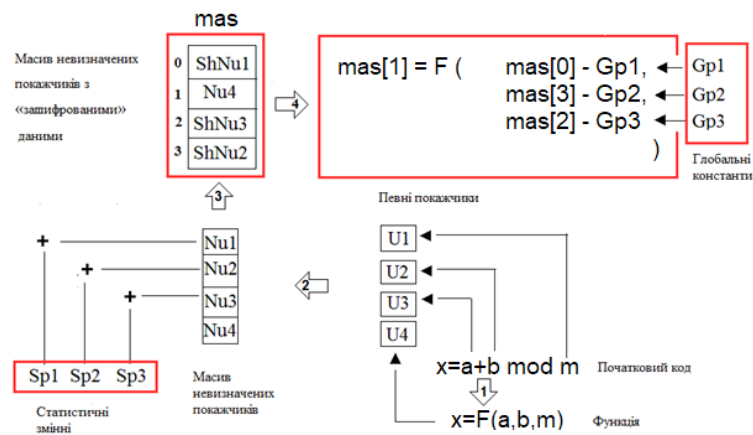 mas
Масив невизначених
покажчиків з
«зашифрованими»
даними
0 ShNu1
1 Nu4
2 ShNu3
3 ShNu2
4
mas[1] = F ( mas[0] - Gp1,
mas[3] - Gp2,
mas[2] - Gp3
)
Gp1
Gp2
Gp3
Глобальні
константи
3
Певні покажчики
+
+
+
Nu1
Nu2
Nu3
Nu4
2
U1
U2
U3
U4
Sp1 Sp2 Sp3
Статистичні
змінні
Масив
невизначених
покажчиків
x=a+b mod m
Початковий код
1
x=F(a,b,m)
Функція